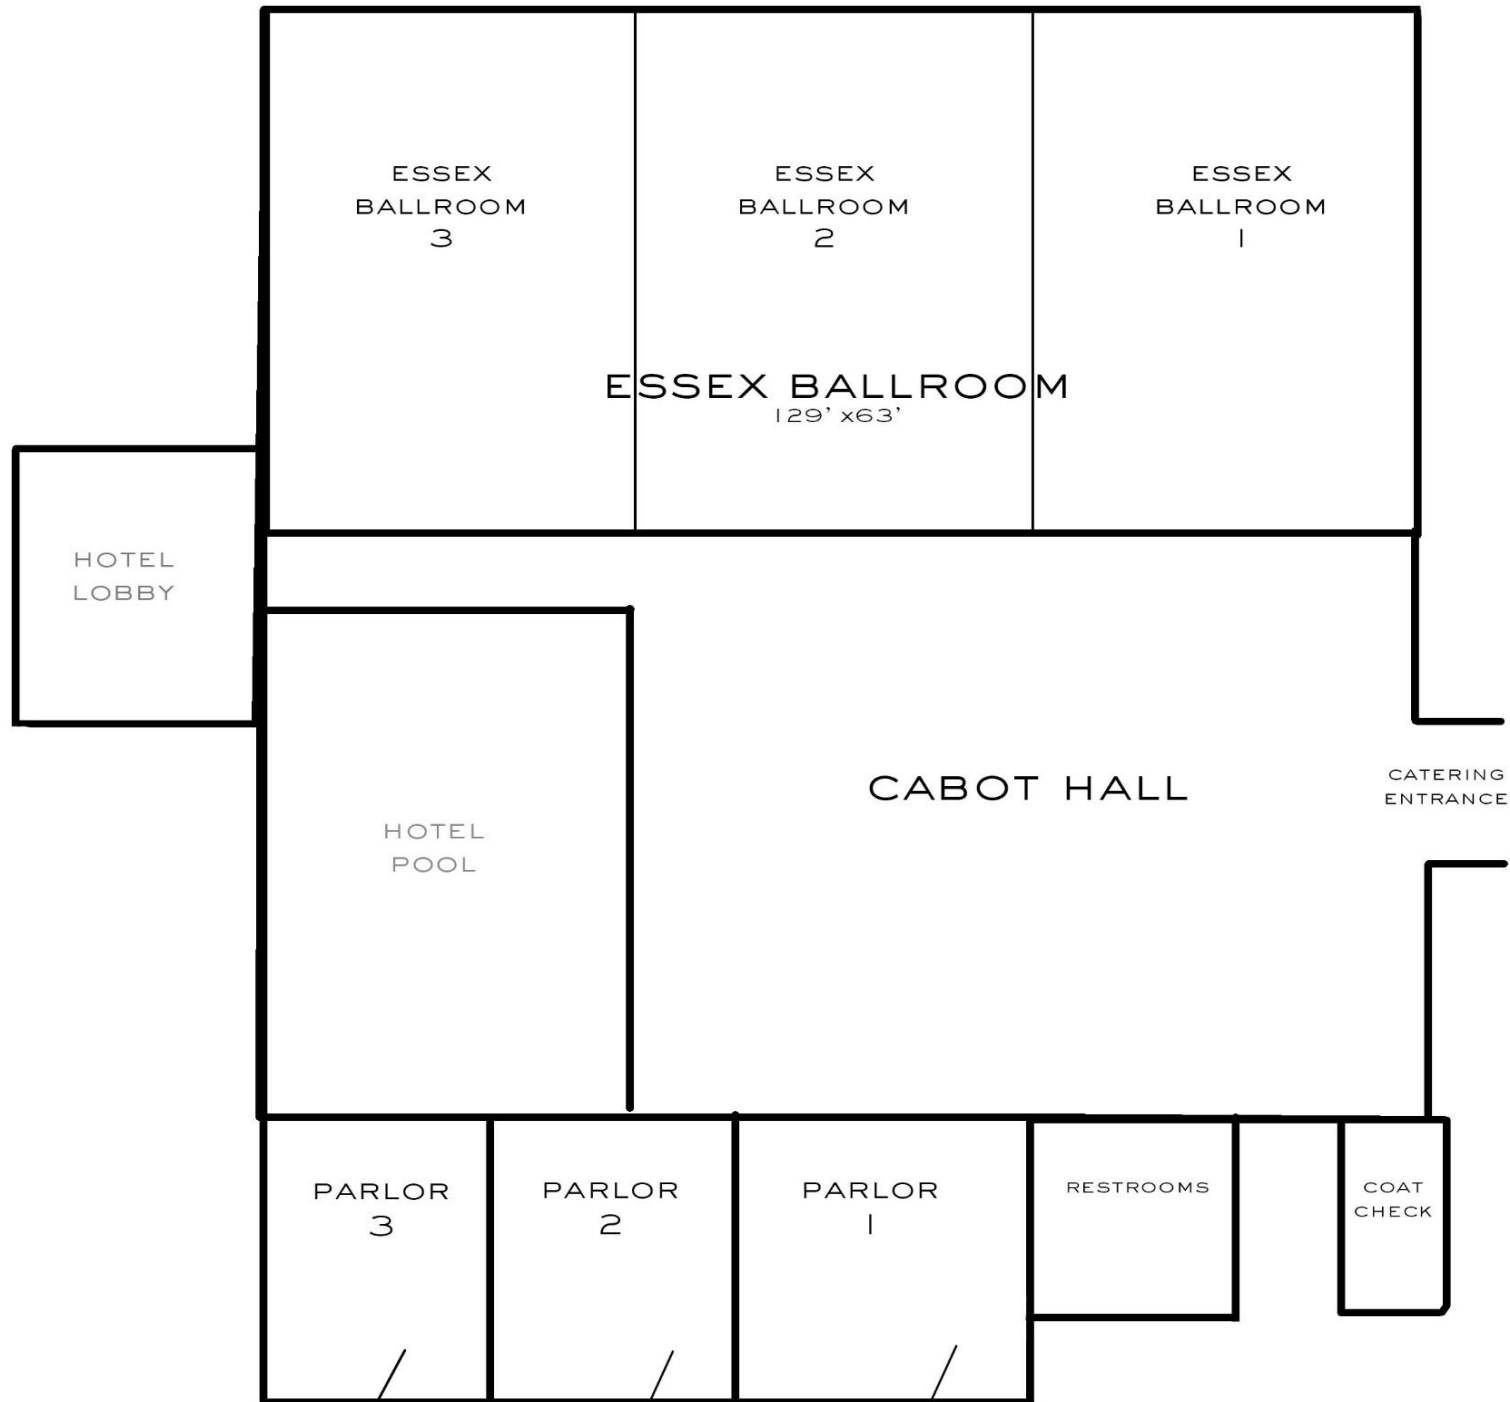 ESSEX
BALLROOM
3
ESSEX
BALLROOM
2
ESSEX
BALLROOM
1
ESSEX BALLROOM
129' x63'
HOTEL
LOBBY
HOTEL
POOL
CABOT HALL
CATERING
ENTRANCE
PARLOR
3
PARLOR
2
PARLOR
1
RESTROOMS
COAT
CHECK